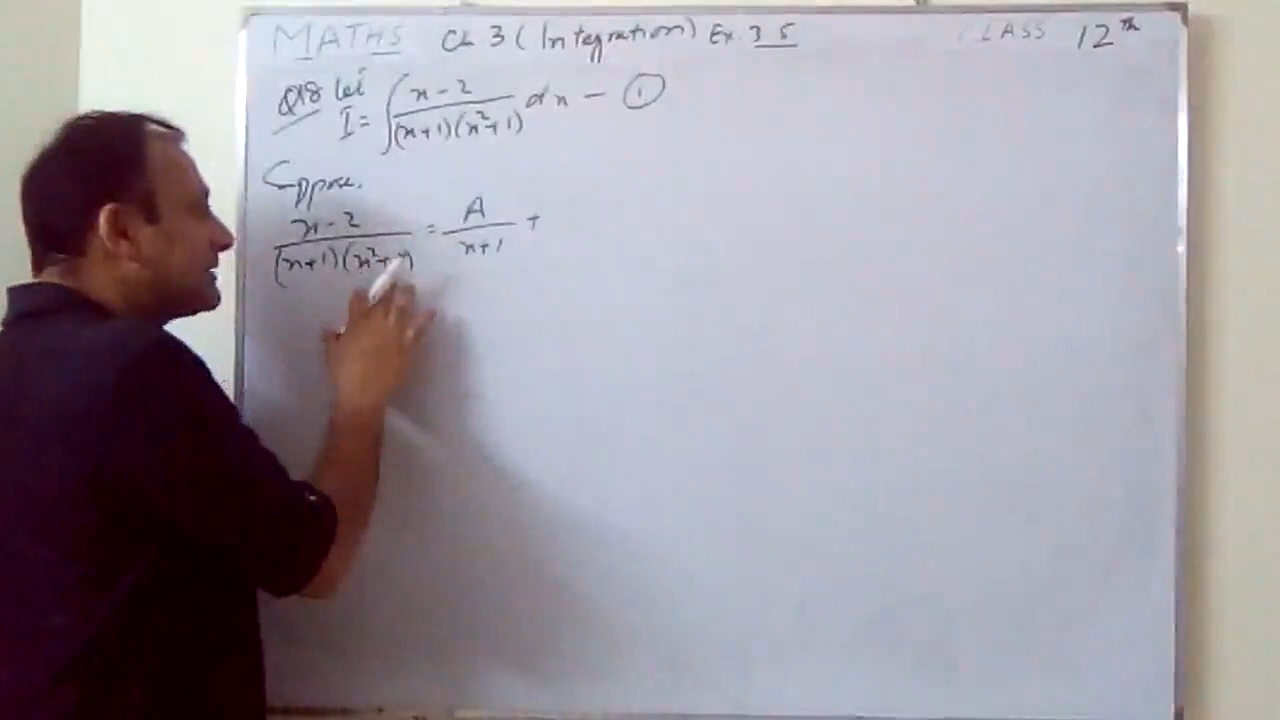 MATHS Ch 3 (Integration) Ex. 3.5 CLASS 12th
Q18 Let
I = ∫ (x-2)/((x+1)(x²+1)) dx - ①
Suppose,
(x-2)/((x+1)(x²+1)) = A/(x+1) +